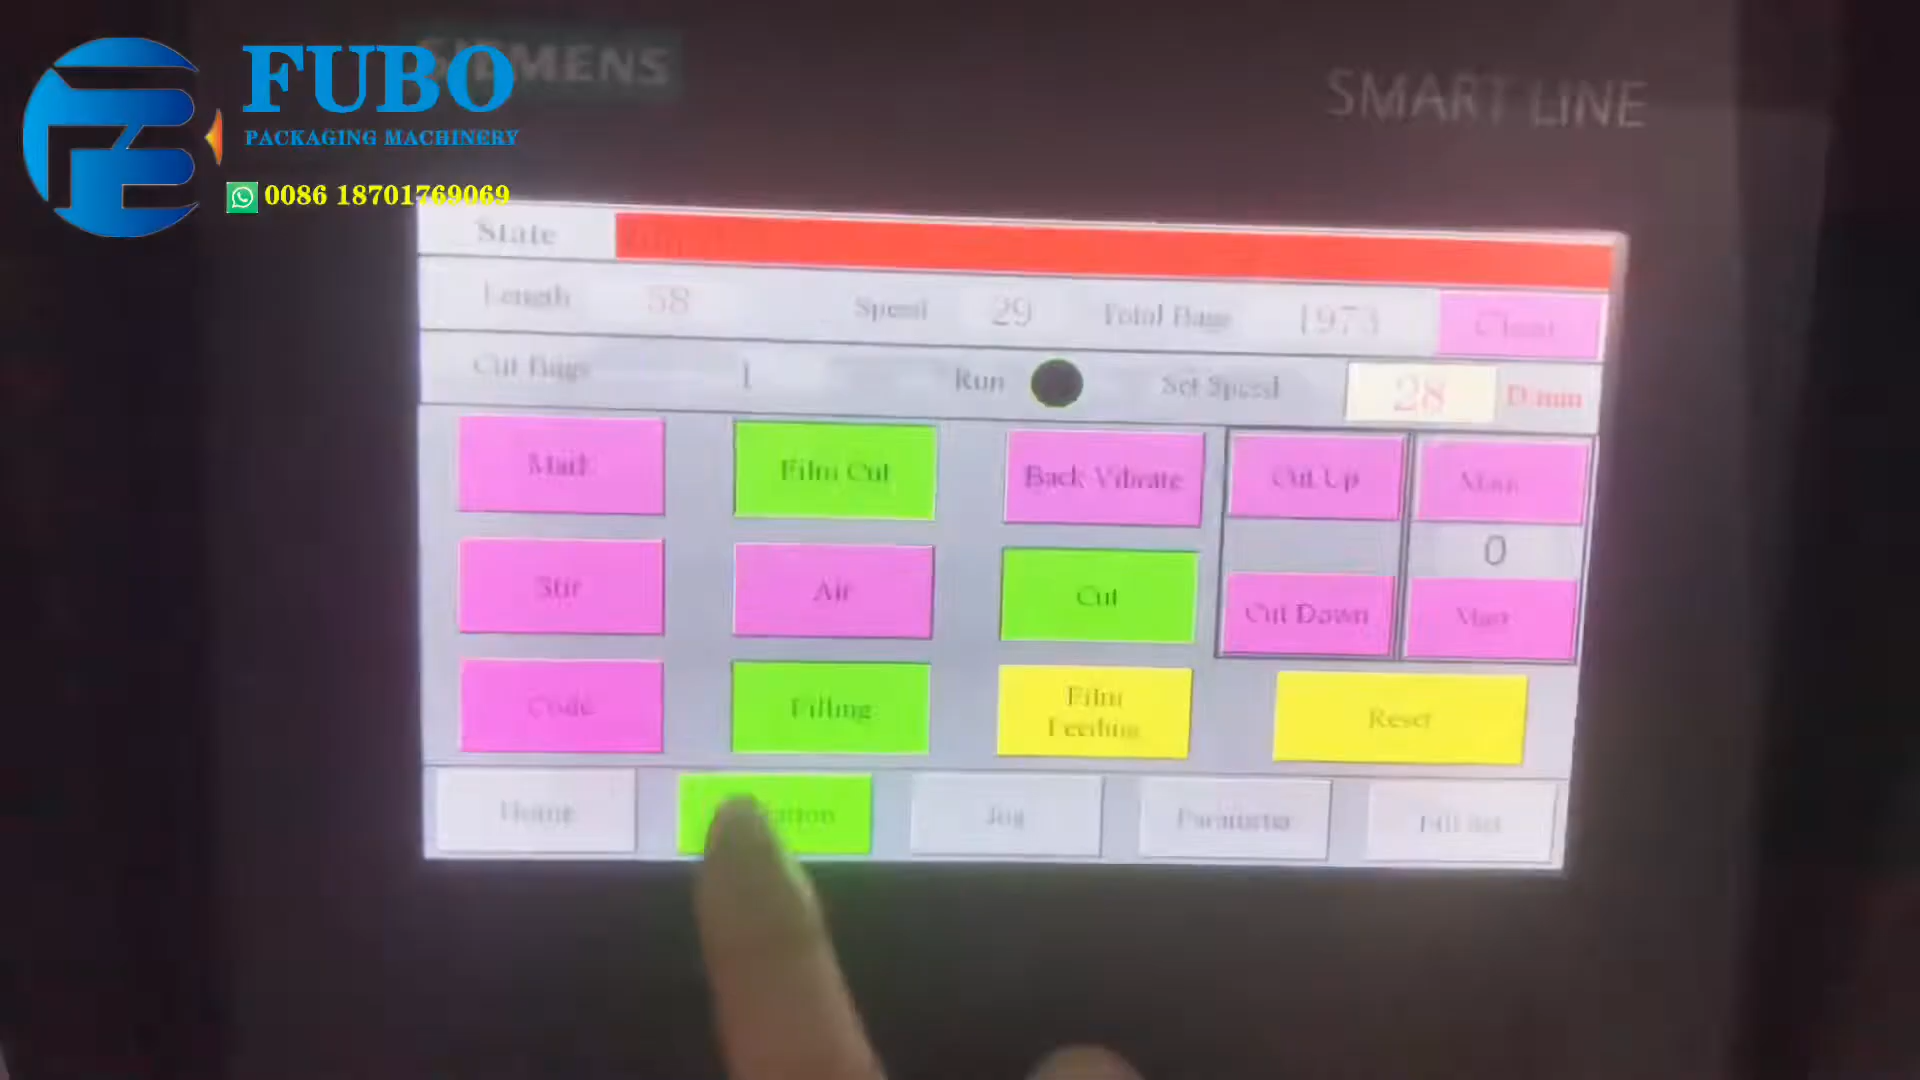 SIEMENS
FUBO
PACKAGING MACHINERY
0086 18701769069
SMART LINE
State
Length 58 Speed 29 Total Bags 1973
Cut Bags 1 Run Set Speed 28
Mark Film Cut Back Vibrate Cut Up
0
Stir Air Cut Cut Down
Code Filling Film
Feeding Reset
Home Jog Parameter